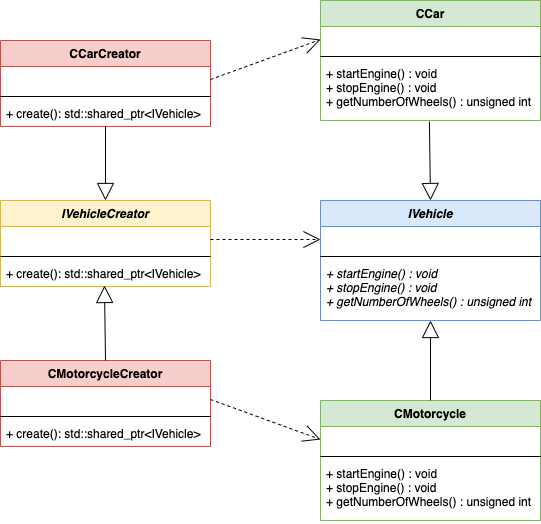 CCar
+ startEngine() : void
+ stopEngine() : void
+ getNumberOfWheels() : unsigned int
CCarCreator
+ create(): std::shared_ptr<IVehicle>
IVehicleCreator
+ create(): std::shared_ptr<IVehicle>
IVehicle
+ startEngine() : void
+ stopEngine() : void
+ getNumberOfWheels() : unsigned int
CMotorcycleCreator
+ create(): std::shared_ptr<IVehicle>
CMotorcycle
+ startEngine() : void
+ stopEngine() : void
+ getNumberOfWheels() : unsigned int